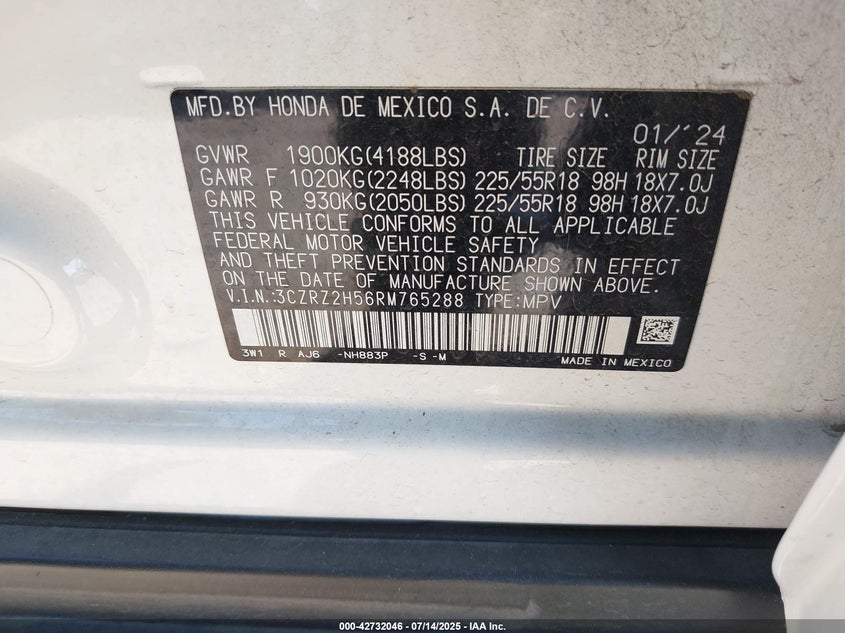 MFD.BY HONDA DE MEXICO S.A. DE C.V.
01/'24
GVWR 1900KG(4188LBS) TIRE SIZE RIM SIZE
GAWR F 1020KG(2248LBS) 225/55R18 98H 18X7.0J
GAWR R 930KG(2050LBS) 225/55R18 98H 18X7.0J
THIS VEHICLE CONFORMS TO ALL APPLICABLE
FEDERAL MOTOR VEHICLE SAFETY
AND THEFT PREVENTION STANDARDS IN EFFECT
ON THE DATE OF MANUFACTURE SHOWN ABOVE.
V.I.N.:3CZRZ2H56RM765288 TYPE:MPV
3W1 R AJ6 -NH883P -S -M
MADE IN MEXICO
000-42732046 - 07/14/2025 - IAA Inc.